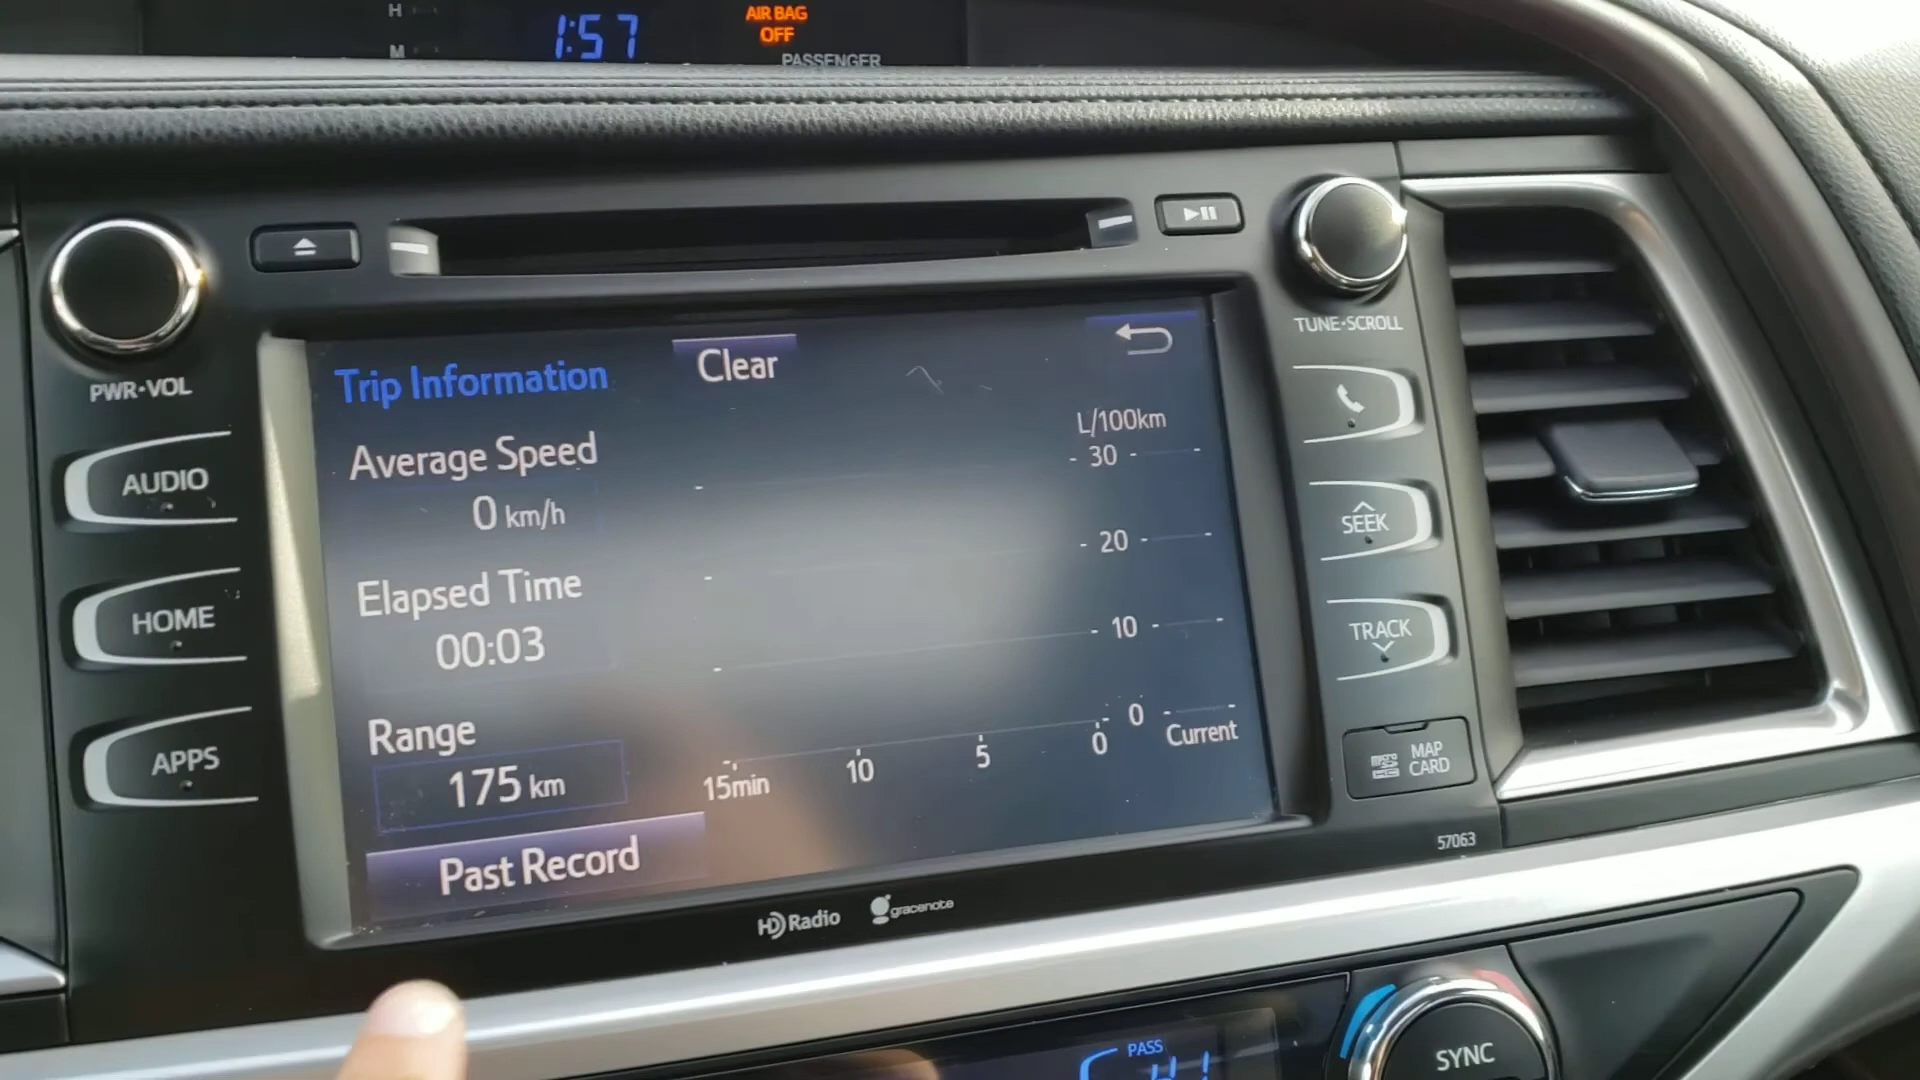 H
M
1:57
AIR BAG
OFF
PASSENGER
PWR•VOL
AUDIO
HOME
APPS
Trip Information
Clear
Average Speed
0 km/h
Elapsed Time
00:03
Range
175 km
Past Record
L/100km
30
20
10
0
15min
10
5
0
Current
TUNE•SCROLL
SEEK
TRACK
micro
MAP
CARD
57063
HD Radio
gracenote
PASS
HI
SYNC